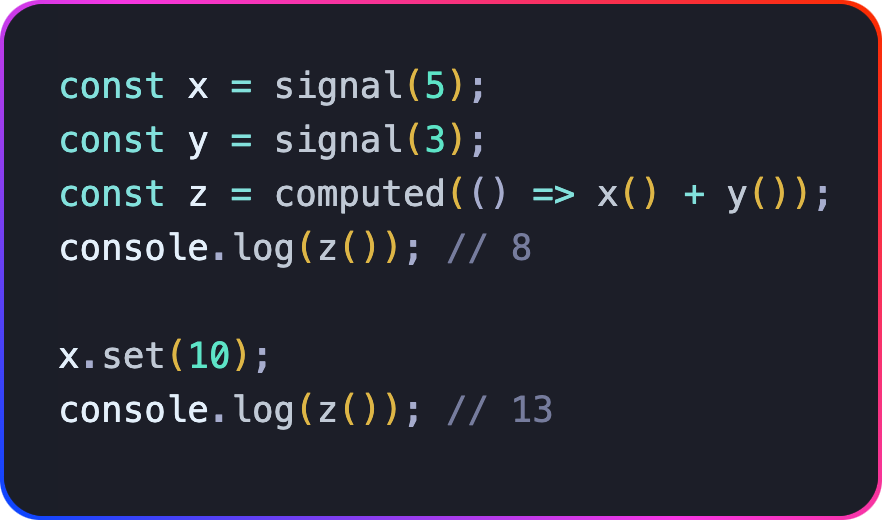 const x = signal(5);
const y = signal(3);
const z = computed(() => x() + y());
console.log(z()); // 8
x.set(10);
console.log(z()); // 13